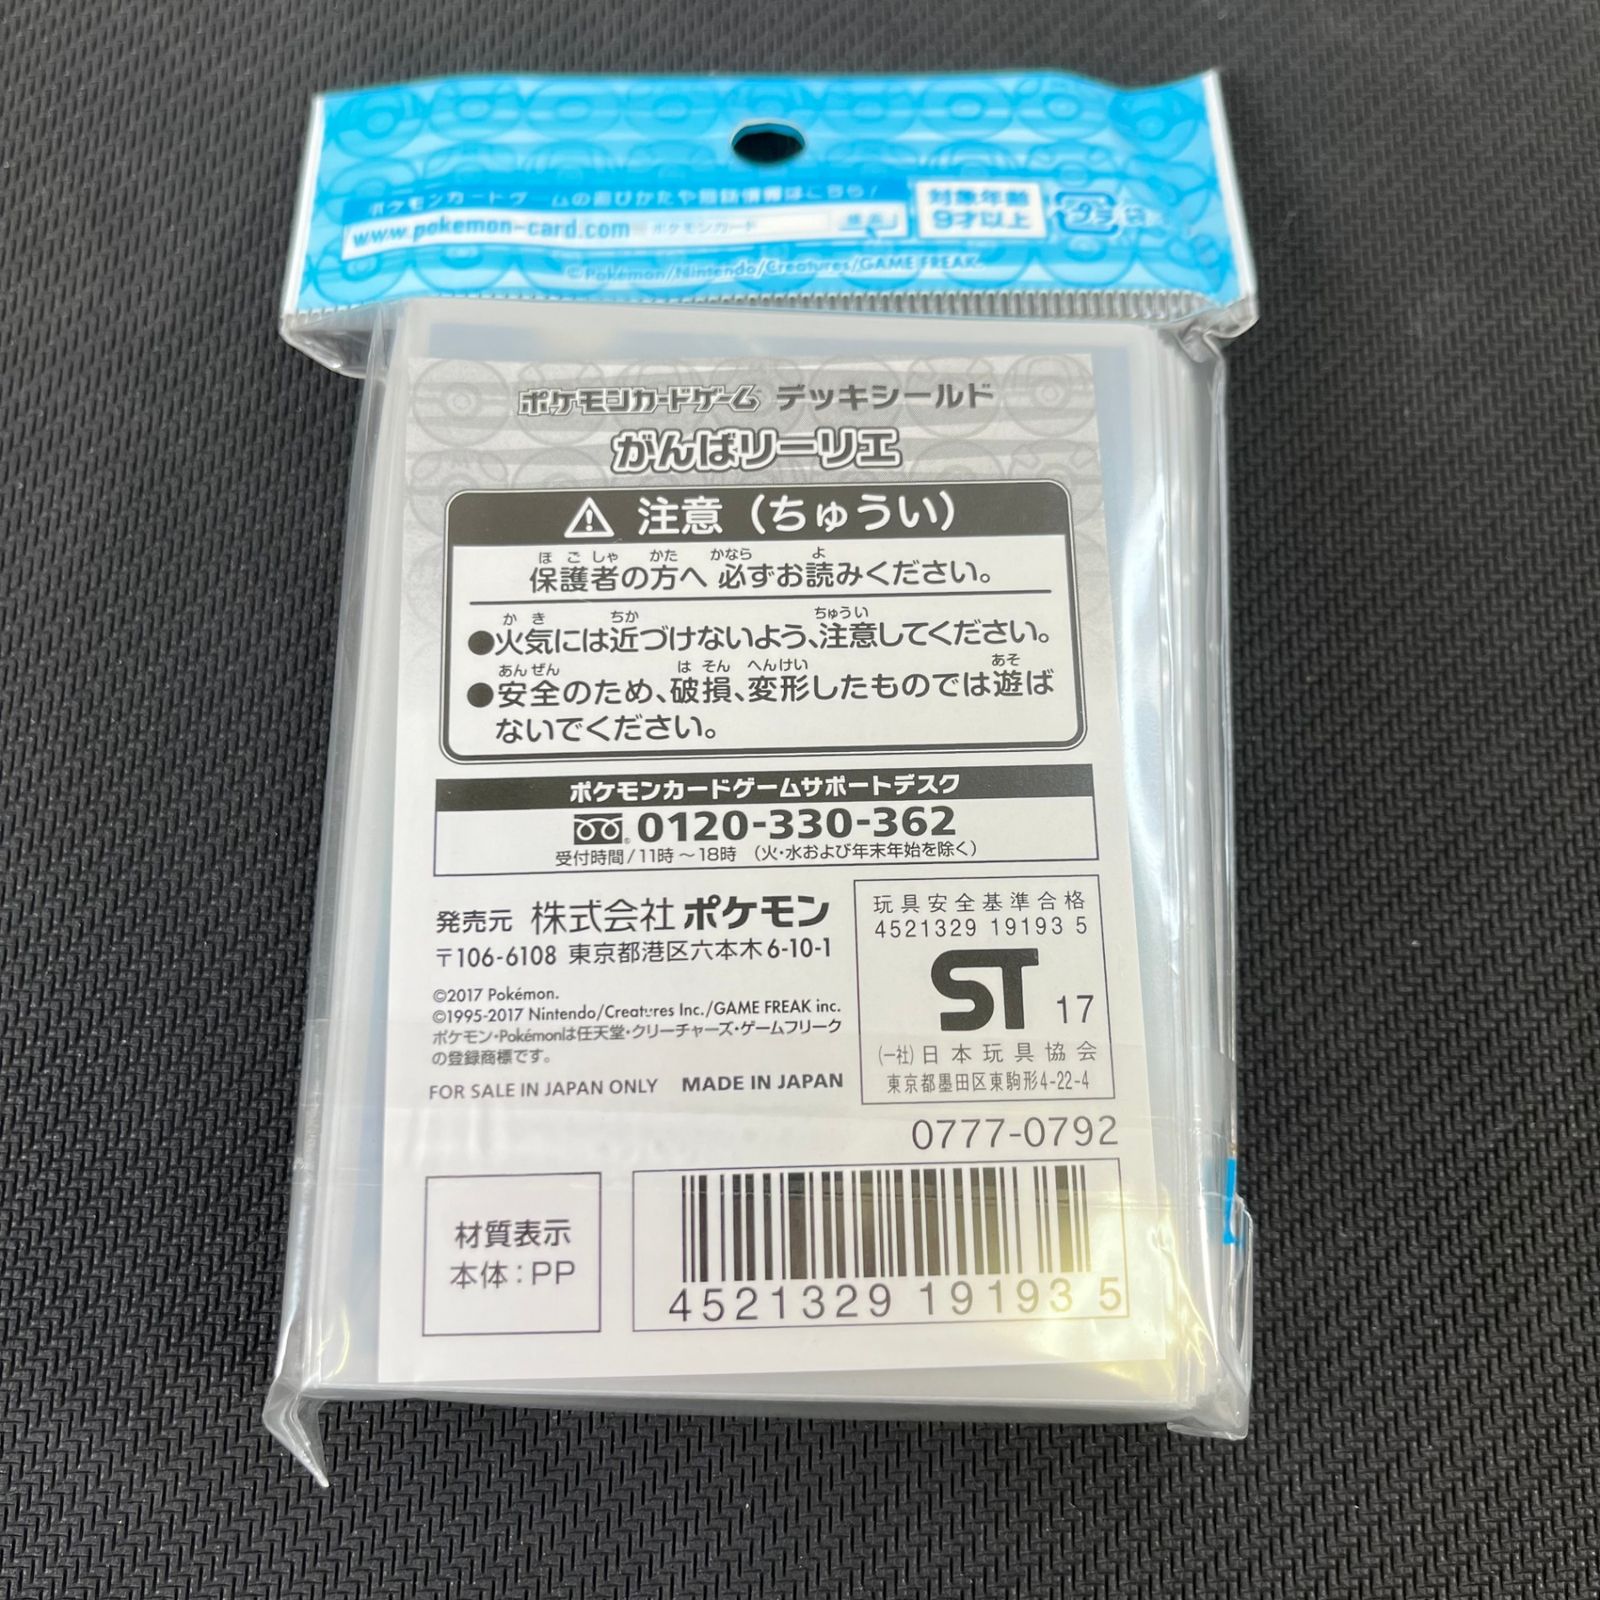 ポケモンカードゲームの遊びかたや最新情報はこちら！
www.pokemon-card.com ポケモンカード
対象年齢
9才以上
プラ
©Pokémon/Nintendo/Creatures/GAME FREAK.
ポケモンカードゲーム デッキシールド
がんばリーリエ
注意（ちゅうい）
ほごしゃ かた かなら よ
保護者の方へ 必ずお読みください。
かき ちか ちゅうい
●火気には近づけないよう、注意してください。
あんぜん はそん へんけい あそ
●安全のため、破損、変形したものでは遊ば
ないでください。
ポケモンカードゲームサポートデスク
0120-330-362
受付時間/11時～18時 （火・水および年末年始を除く）
発売元 株式会社 ポケモン
〒106-6108 東京都港区六本木6-10-1
©2017 Pokémon.
©1995-2017 Nintendo/Creatures Inc./GAME FREAK inc.
ポケモン・Pokémonは任天堂・クリーチャーズ・ゲームフリーク
の登録商標です。
FOR SALE IN JAPAN ONLY MADE IN JAPAN
玩具安全基準合格
4521329 19193 5
ST 17
(一社)日本玩具協会
東京都墨田区東駒形4-22-4
0777-0792
材質表示
本体：PP
4521329 19193 5